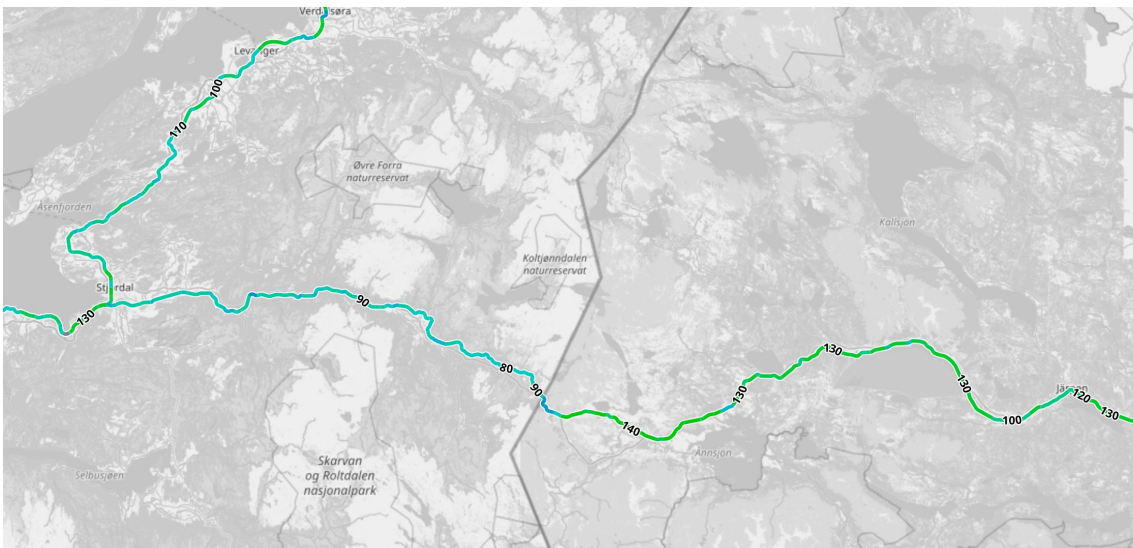 Verdalsøra
Levanger
100
110
Øvre Forra
naturreservat
Åsenfjorden
Kallsjön
Koltjønndalen
naturreservat
Stjørdal
90
130
130
130
80
90
130
Järpen
120
130
100
140
Ånnsjön
Skarvan
og Roltdalen
nasjonalpark
Selbusjøen